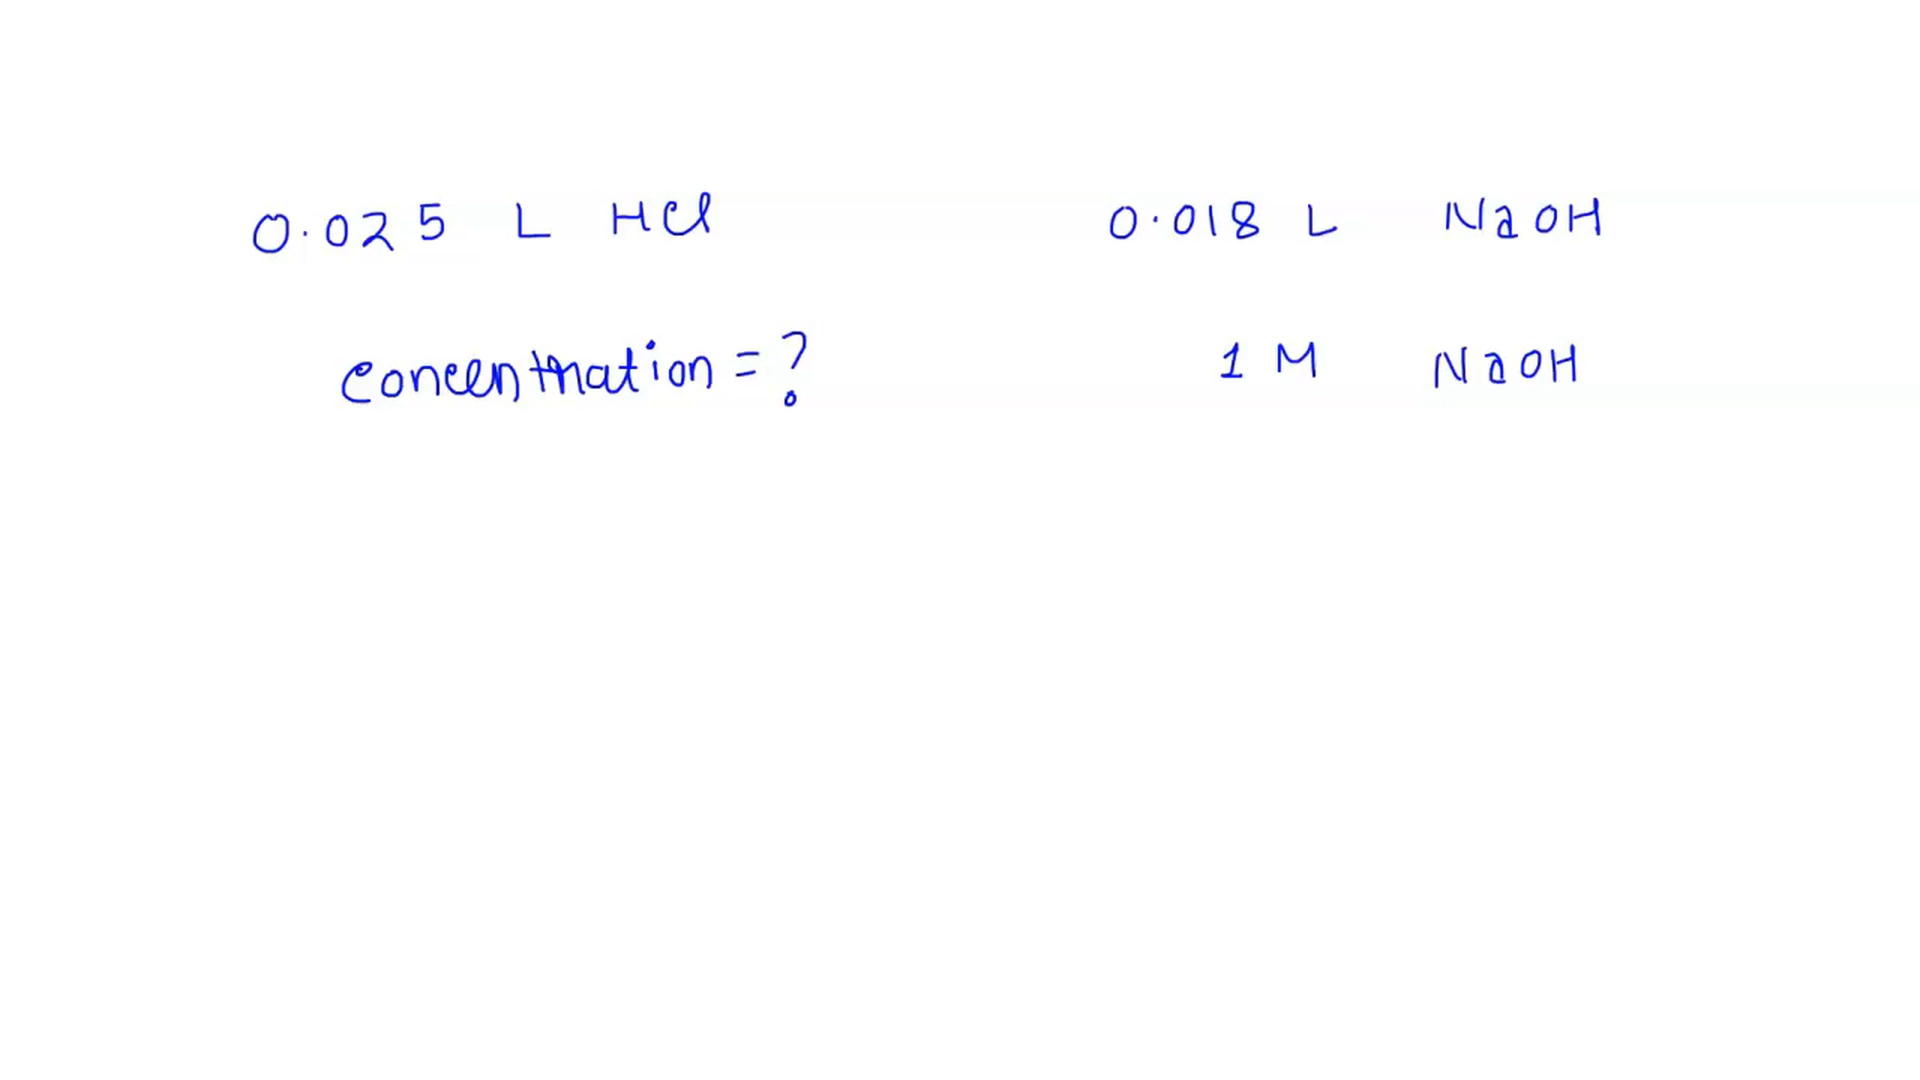 0.025 L HCl
0.018 L NaOH
concentration = ?
1 M NaOH